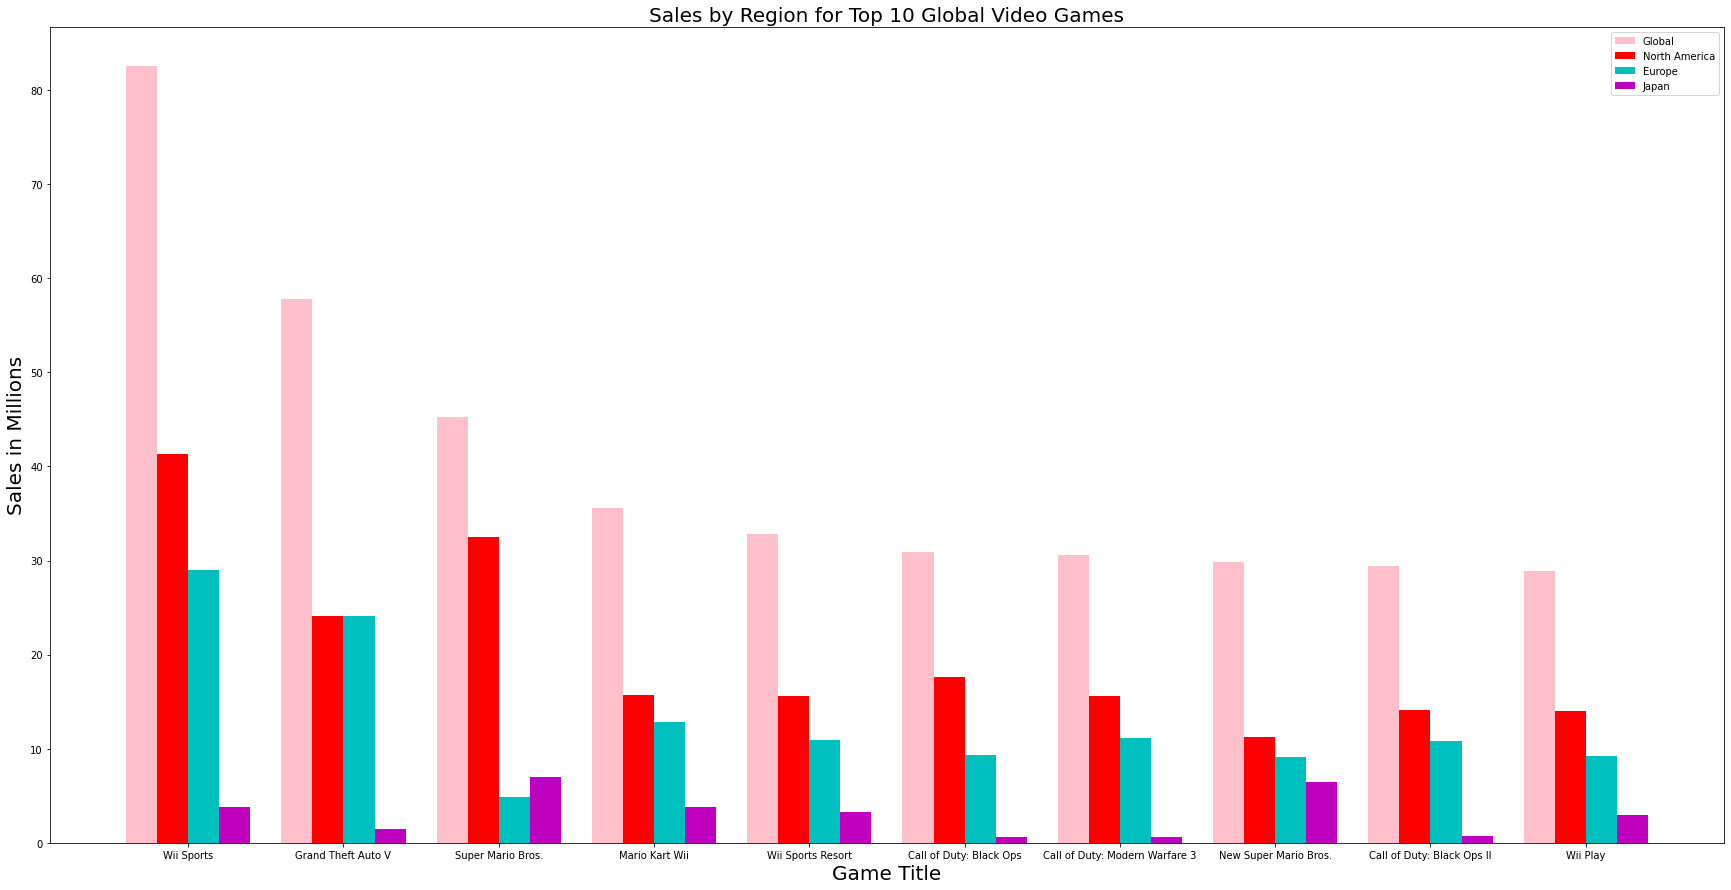 Sales by Region for Top 10 Global Video Games
Global
North America
Europe
Japan
80
70
60
50
40
30
20
10
0
Sales in Millions
Wii Sports
Grand Theft Auto V
Super Mario Bros.
Mario Kart Wii
Wii Sports Resort
Call of Duty: Black Ops
Call of Duty: Modern Warfare 3
New Super Mario Bros.
Call of Duty: Black Ops II
Wii Play
Game Title